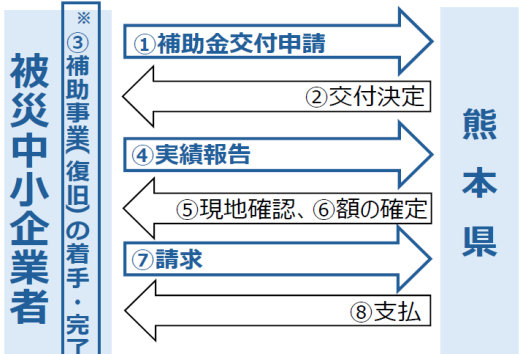 被災中小企業者
※③補助事業(復旧)の着手・完了
①補助金交付申請
②交付決定
④実績報告
⑤現地確認、⑥額の確定
⑦請求
⑧支払
熊本県